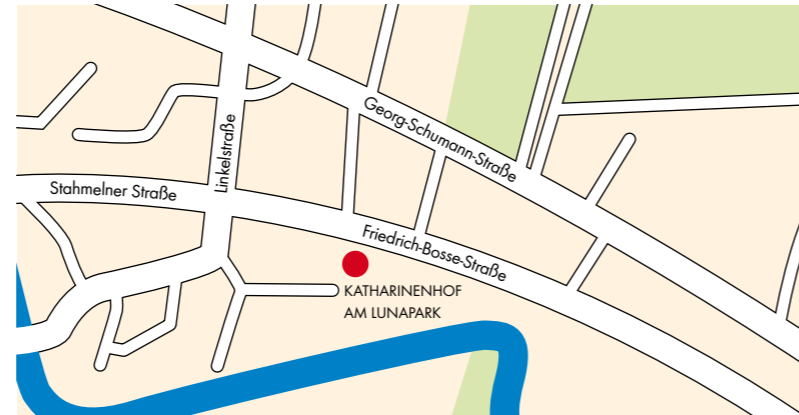 Georg-Schumann-Straße
Linkelstraße
Stahmelner Straße
Friedrich-Bosse-Straße
KATHARINENHOF
AM LUNAPARK